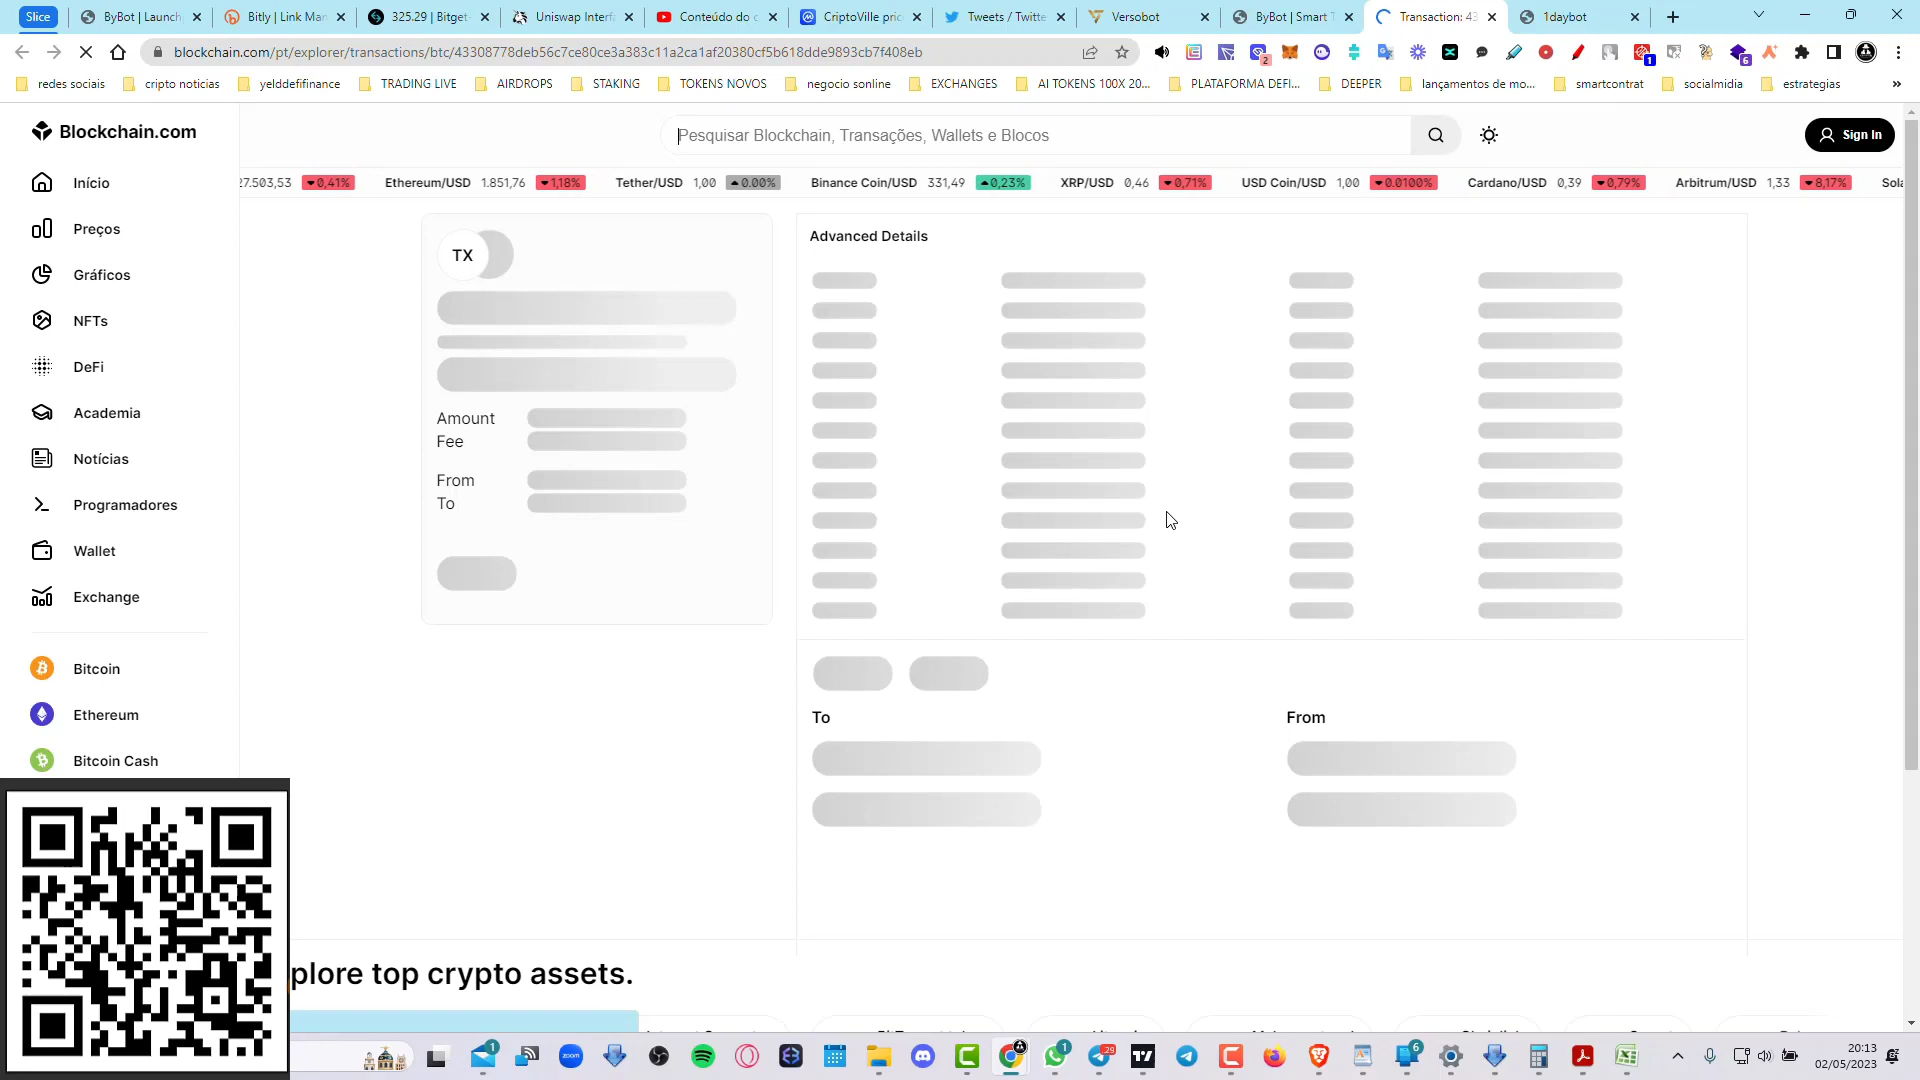 Slice
ByBot | Launch
Bitly | Link Man
325.29 | Bitget
Uniswap Interf
Conteúdo do c
CriptoVille pric
Tweets / Twitte
Versobot
ByBot | Smart T
Transaction: 43
1daybot
blockchain.com/pt/explorer/transactions/btc/43308778deb56c7ce80ce3a383c11a2ca1af20380cf5b618dde9893cb7f408eb
redes sociais
cripto noticias
yelddefifinance
TRADING LIVE
AIRDROPS
STAKING
TOKENS NOVOS
negocio sonline
EXCHANGES
AI TOKENS 100X 20...
PLATAFORMA DEFI...
DEEPER
lançamentos de mo...
smartcontrat
socialmidia
estrategias
Blockchain.com
Pesquisar Blockchain, Transações, Wallets e Blocos
Sign In
27.503,53 0,41% Ethereum/USD 1.851,76 1,18% Tether/USD 1,00 0.00% Binance Coin/USD 331,49 0,23% XRP/USD 0,46 0,71% USD Coin/USD 1,00 0.0100% Cardano/USD 0,39 0,79% Arbitrum/USD 1,33 8,17% Sola
Início
Preços
Gráficos
NFTs
DeFi
Academia
Notícias
Programadores
Wallet
Exchange
Bitcoin
Ethereum
Bitcoin Cash
TX
Amount
Fee
From
To
Advanced Details
To
From
plore top crypto assets.
zoom
20:13
02/05/2023